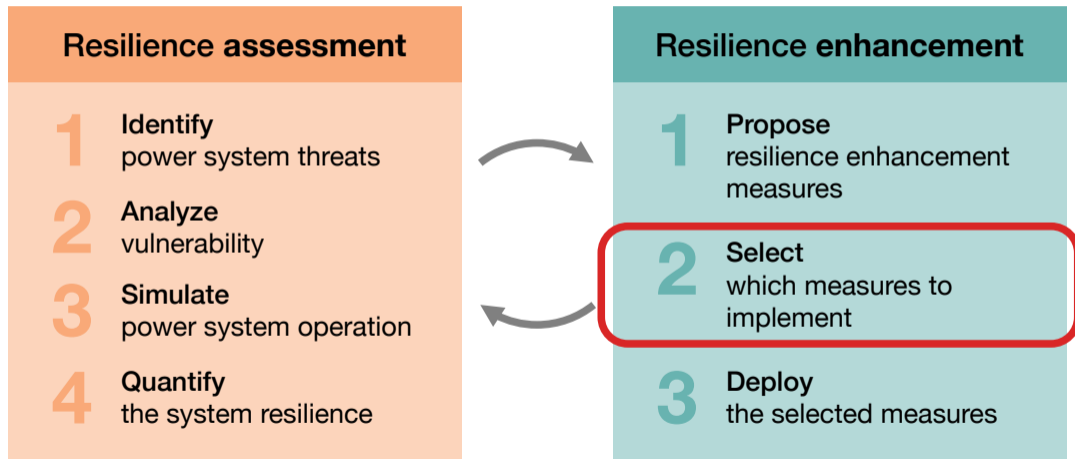 Resilience assessment
1 Identify
power system threats
2 Analyze
vulnerability
3 Simulate
power system operation
4 Quantify
the system resilience
Resilience enhancement
1 Propose
resilience enhancement
measures
2 Select
which measures to
implement
3 Deploy
the selected measures